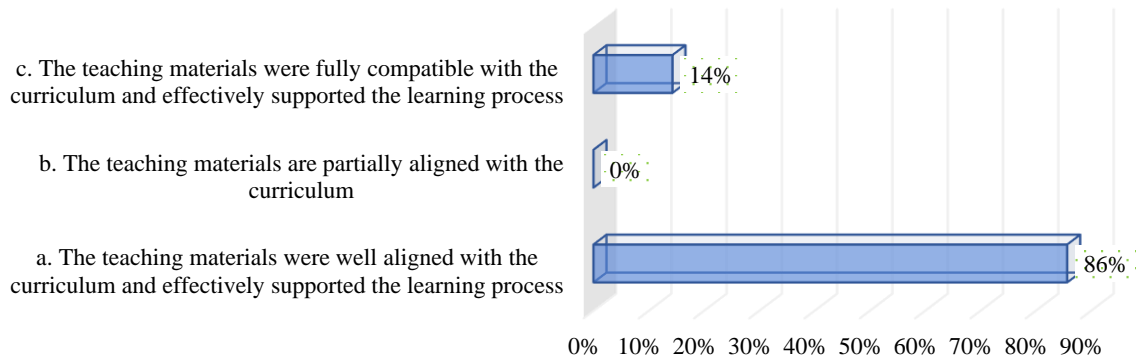 c. The teaching materials were fully compatible with the
curriculum and effectively supported the learning process
14%
b. The teaching materials are partially aligned with the
curriculum
0%
a. The teaching materials were well aligned with the
curriculum and effectively supported the learning process
86%
0% 10% 20% 30% 40% 50% 60% 70% 80% 90%